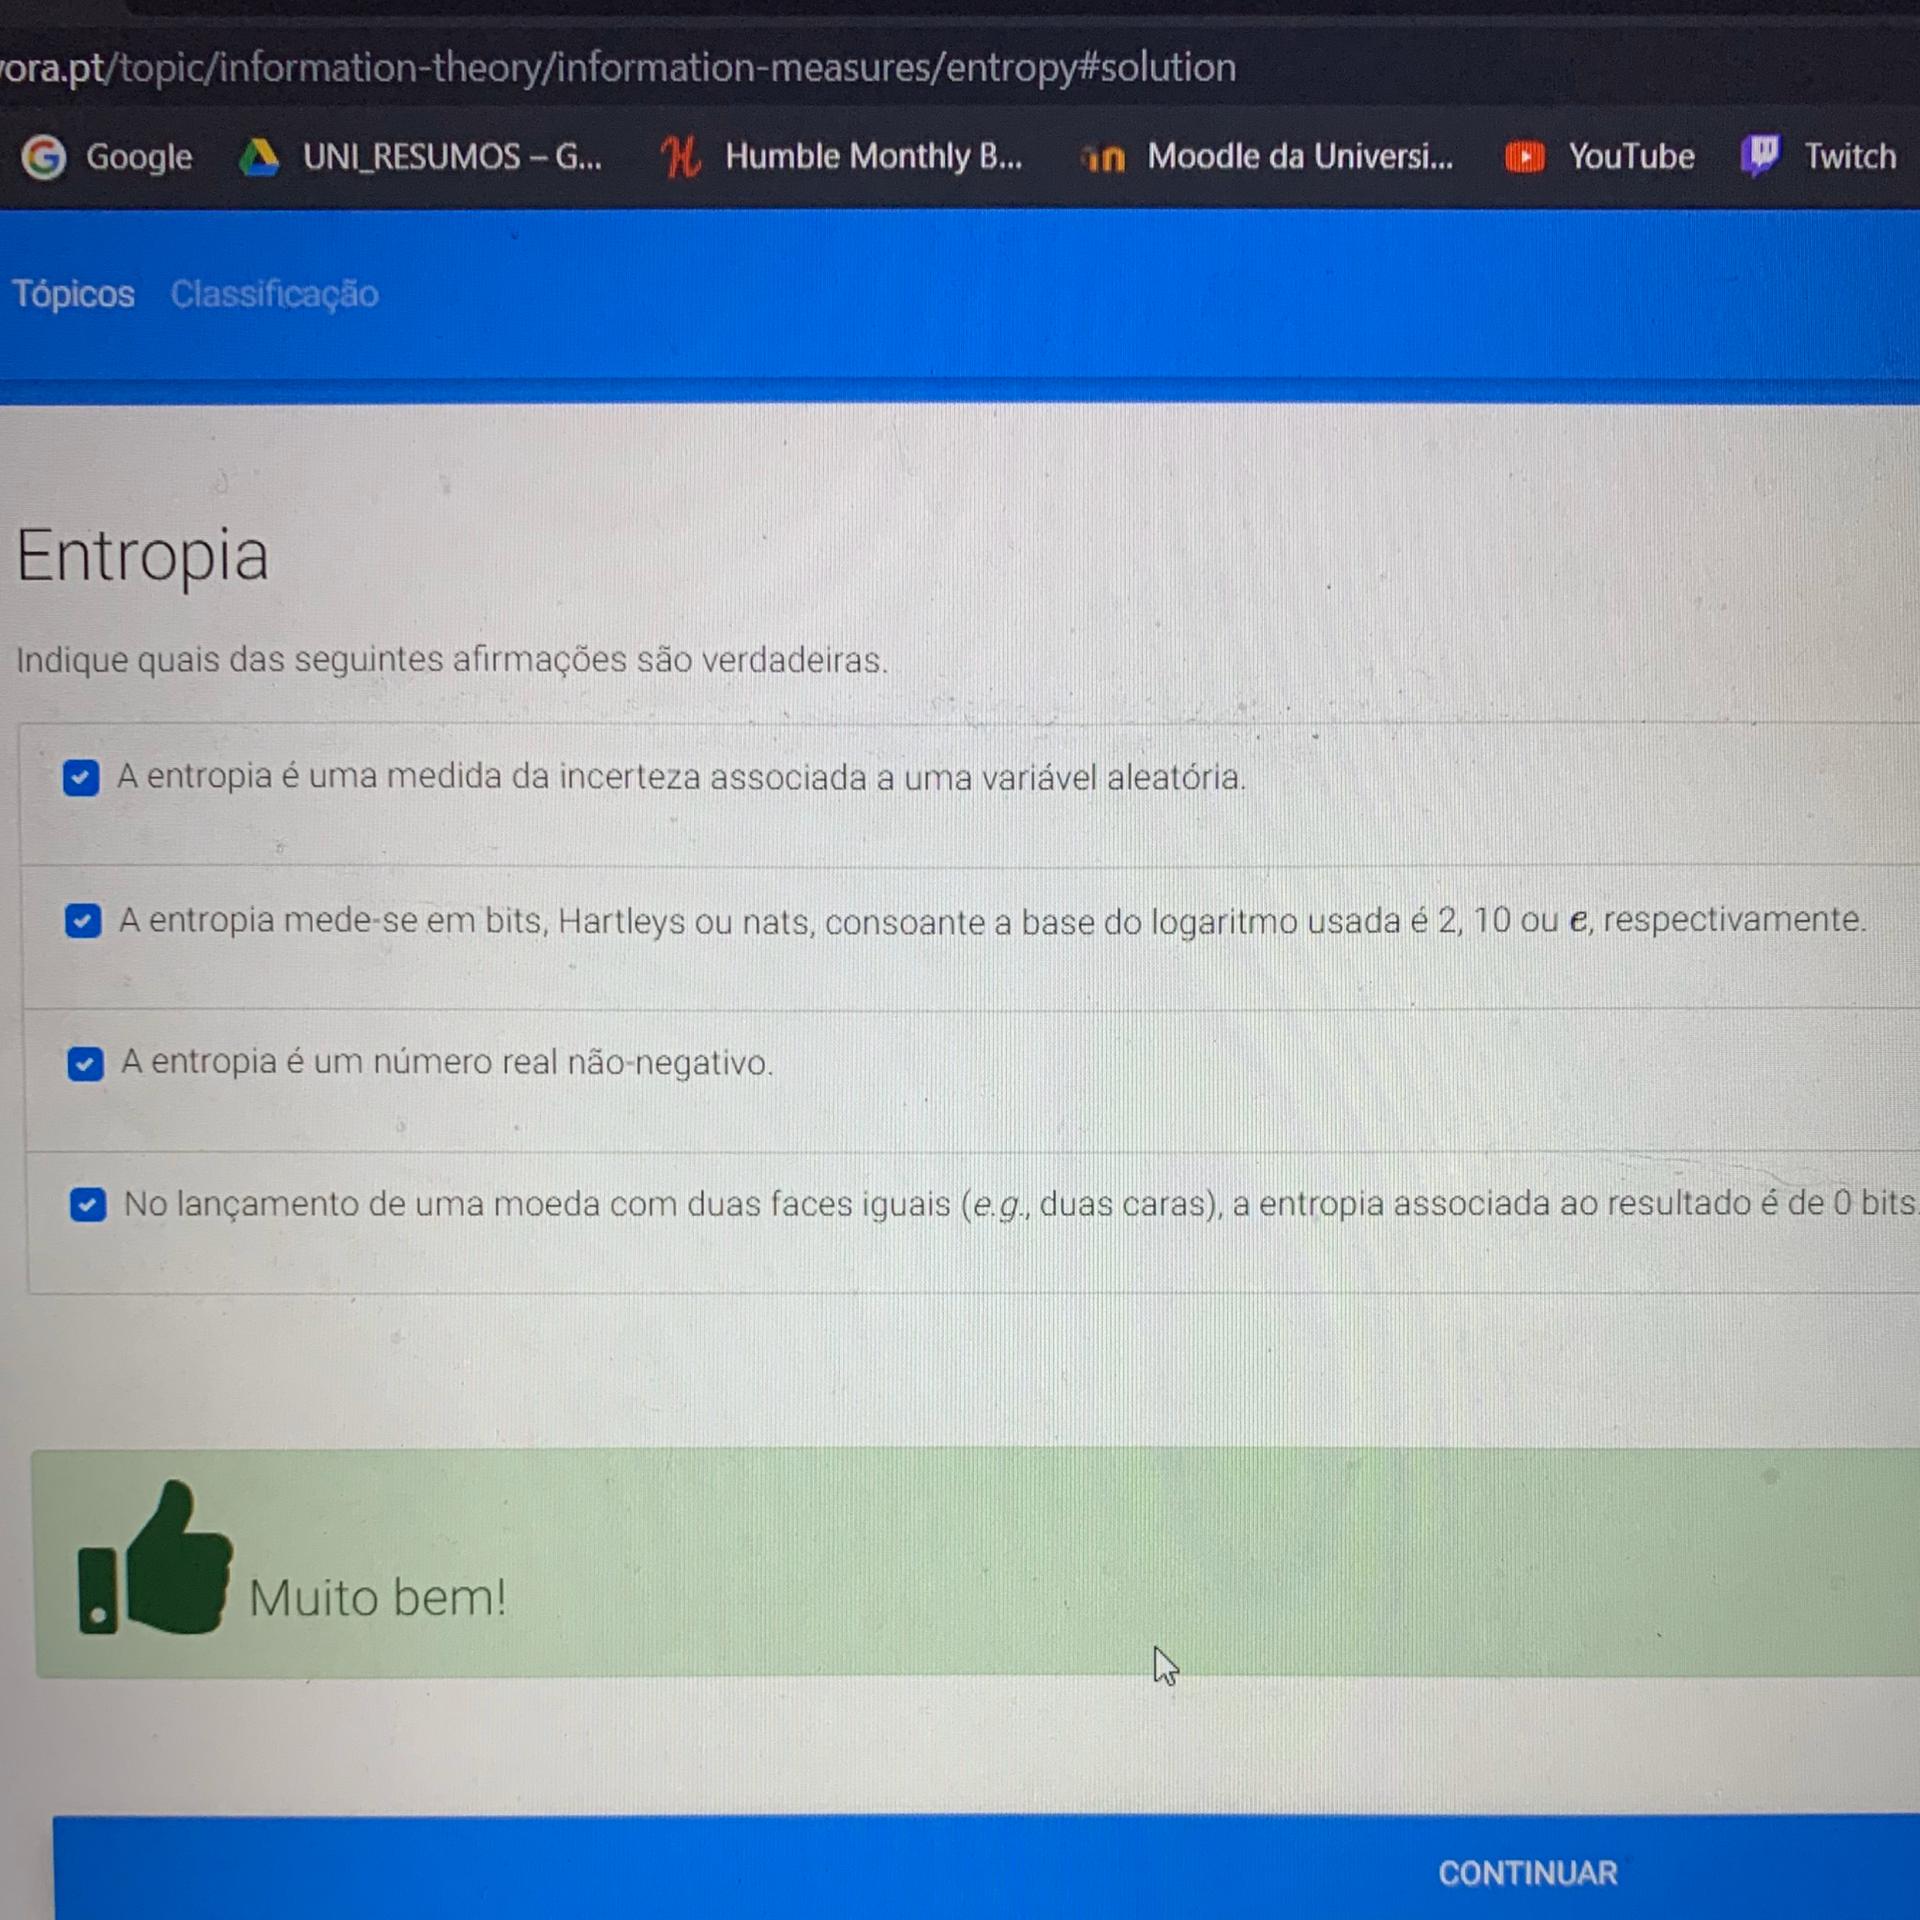 ora.pt/topic/information-theory/information-measures/entropy#solution
Google UNI_RESUMOS – G... Humble Monthly B... Moodle da Universi... YouTube Twitch
Tópicos Classificação
Entropia
Indique quais das seguintes afirmações são verdadeiras.
A entropia é uma medida da incerteza associada a uma variável aleatória.
A entropia mede-se em bits, Hartleys ou nats, consoante a base do logaritmo usada é 2, 10 ou e, respectivamente.
A entropia é um número real não-negativo.
No lançamento de uma moeda com duas faces iguais (e.g., duas caras), a entropia associada ao resultado é de 0 bits.
Muito bem!
CONTINUAR